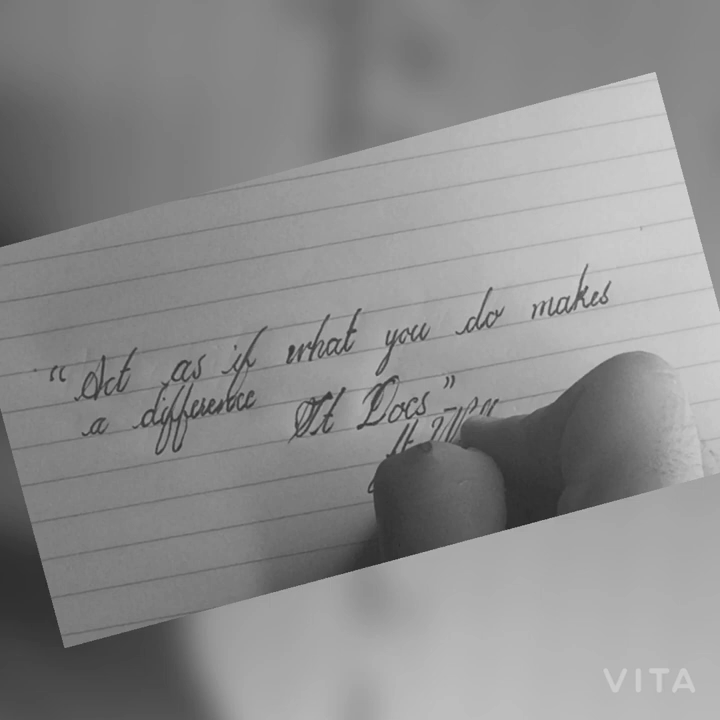 “Act as if what you do makes
a difference It Does”
VITA